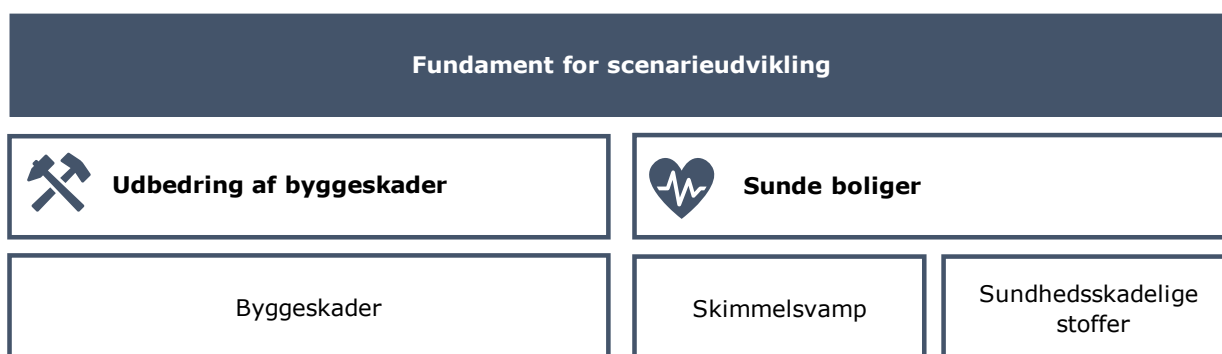 Fundament for scenarieudvikling
Udbedring af byggeskader
Sunde boliger
Byggeskader
Skimmelsvamp
Sundhedsskadelige
stoffer